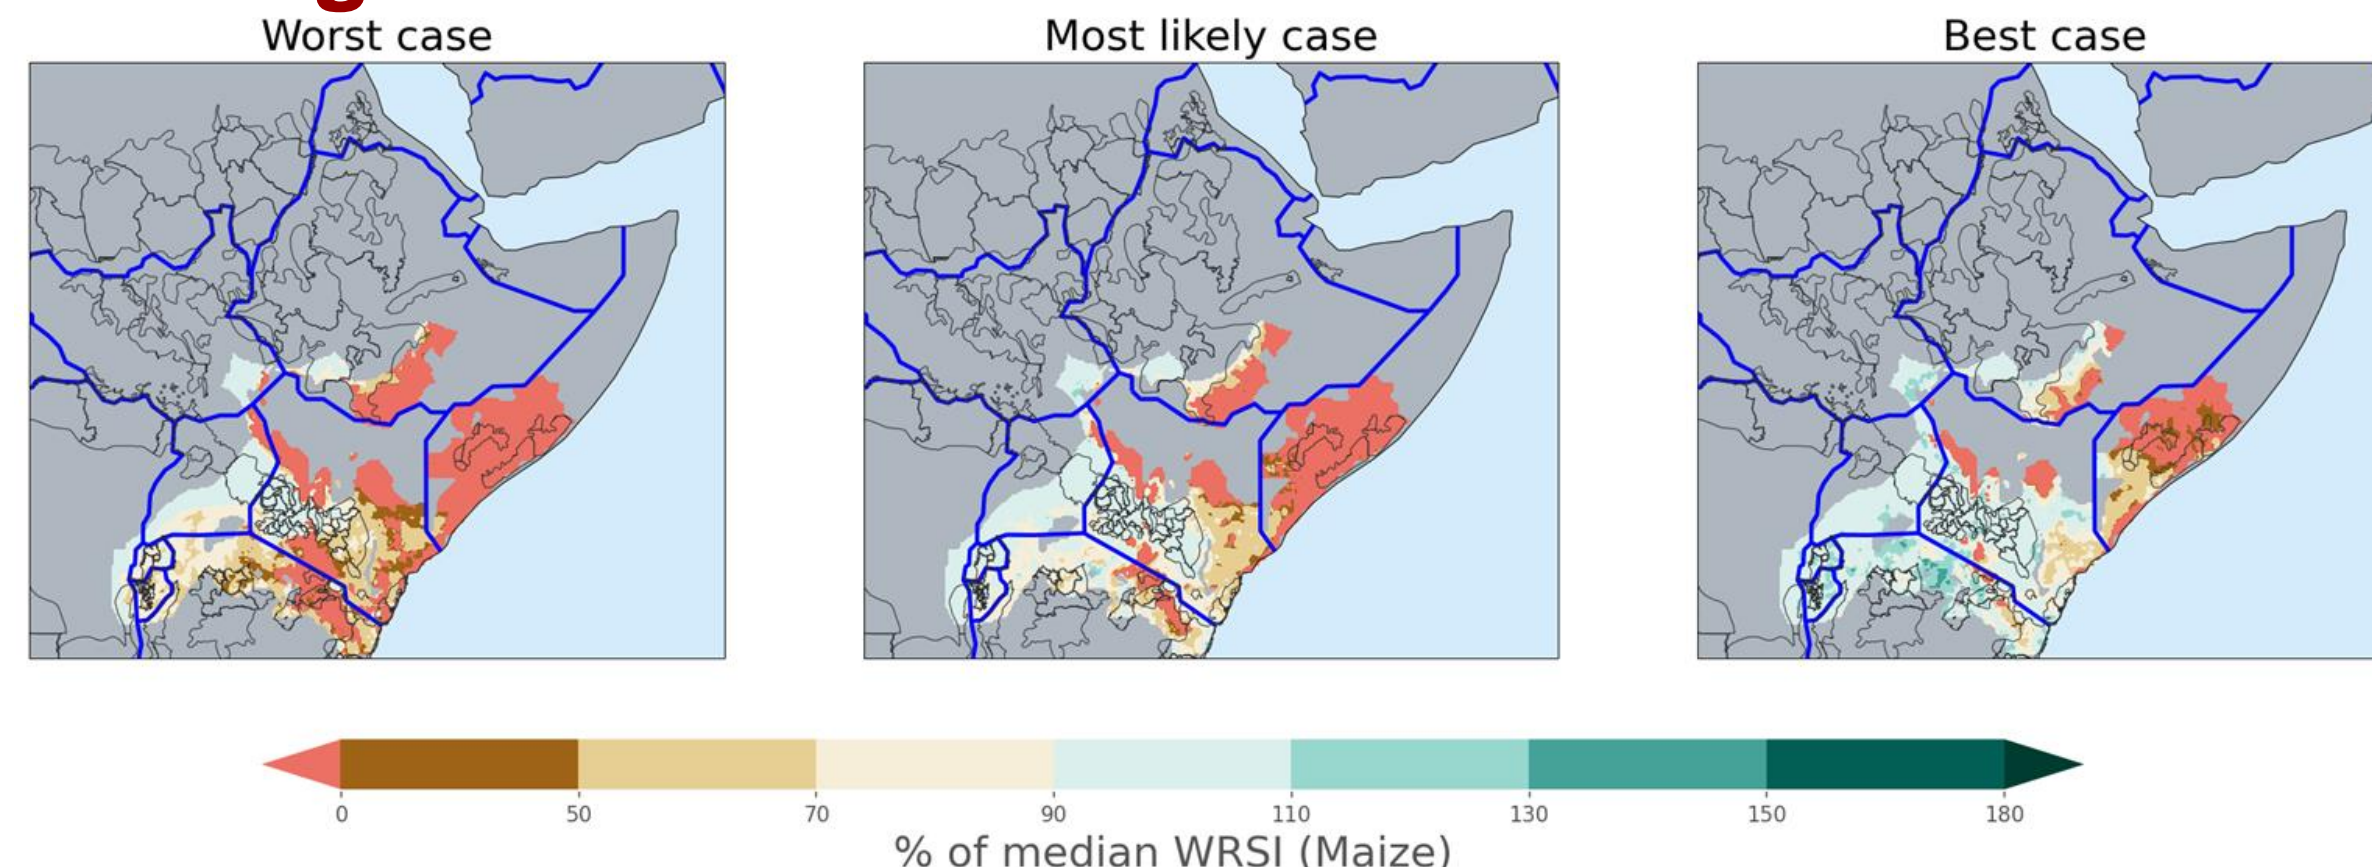 Worst case
Most likely case
Best case
0 50 70 90 110 130 150 180
% of median WRSI (Maize)